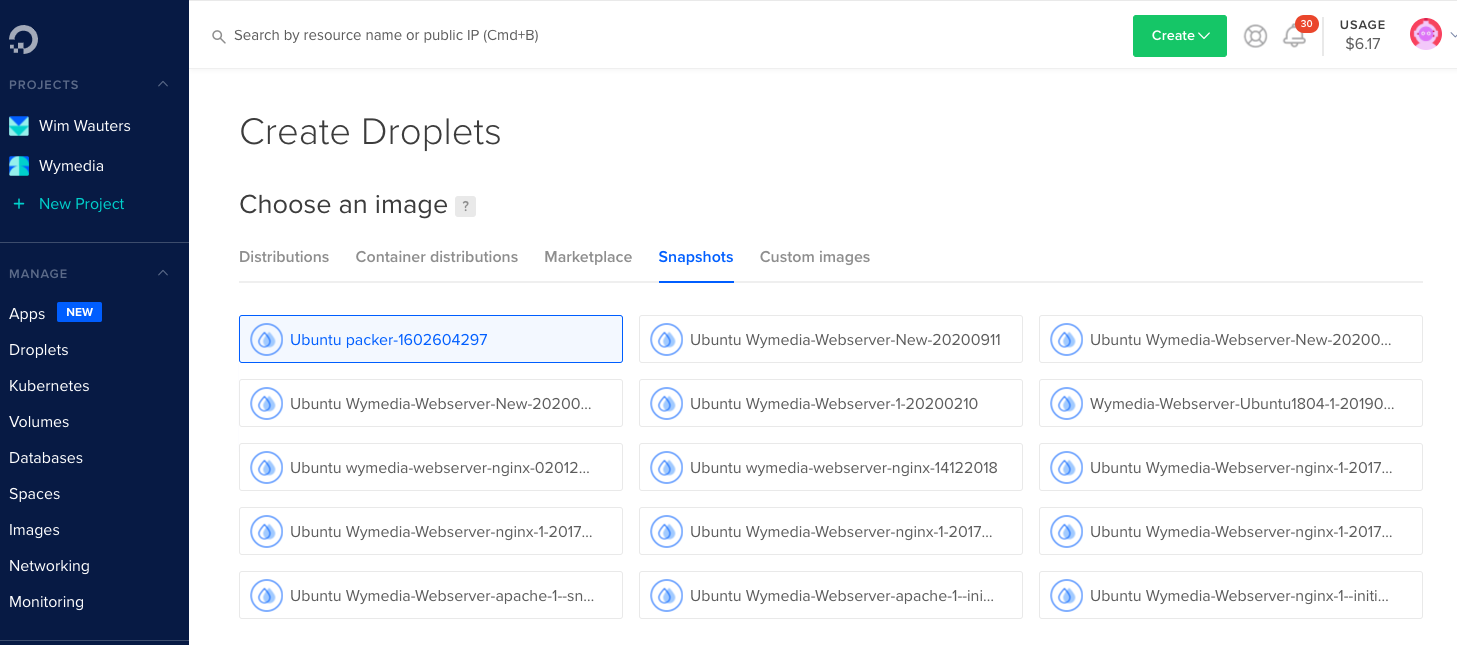 Search by resource name or public IP (Cmd+B)
Create
30
USAGE
$6.17
PROJECTS
Wim Wauters
Wymedia
+ New Project
MANAGE
Apps NEW
Droplets
Kubernetes
Volumes
Databases
Spaces
Images
Networking
Monitoring
Create Droplets
Choose an image ?
Distributions Container distributions Marketplace Snapshots Custom images
Ubuntu packer-1602604297
Ubuntu Wymedia-Webserver-New-20200911
Ubuntu Wymedia-Webserver-New-20200...
Ubuntu Wymedia-Webserver-New-20200...
Ubuntu Wymedia-Webserver-1-20200210
Wymedia-Webserver-Ubuntu1804-1-20190...
Ubuntu wymedia-webserver-nginx-02012...
Ubuntu wymedia-webserver-nginx-14122018
Ubuntu Wymedia-Webserver-nginx-1-2017...
Ubuntu Wymedia-Webserver-nginx-1-2017...
Ubuntu Wymedia-Webserver-nginx-1-2017...
Ubuntu Wymedia-Webserver-nginx-1-2017...
Ubuntu Wymedia-Webserver-apache-1--sn...
Ubuntu Wymedia-Webserver-apache-1--ini...
Ubuntu Wymedia-Webserver-nginx-1--initi...